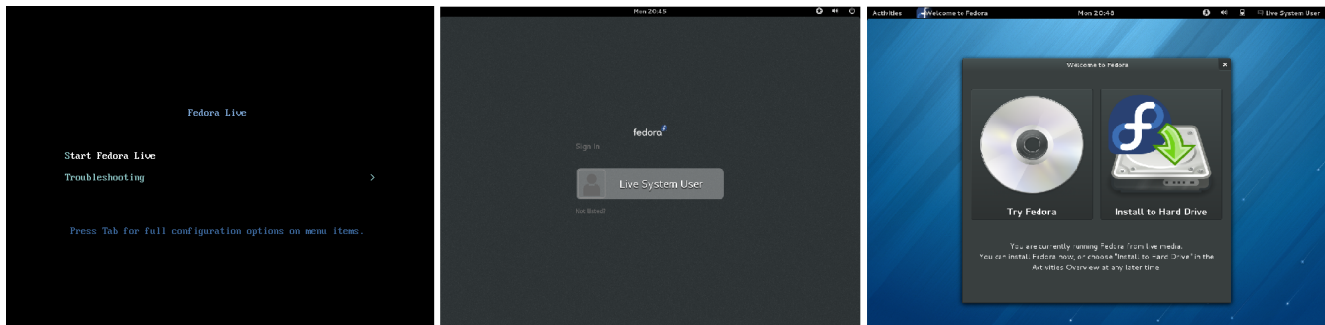 Fedora Live
Start Fedora Live
Troubleshooting >
Press Tab for full configuration options on menu items.
Mon 20:45
fedora
Sign In
Live System User
Not listed?
Activities Welcome to Fedora Mon 20:48 Live System User
Welcome to Fedora
Try Fedora Install to Hard Drive
You are currently running Fedora from live media.
You can install Fedora now, or choose "Install to Hard Drive" in the
Activities Overview at any later time.